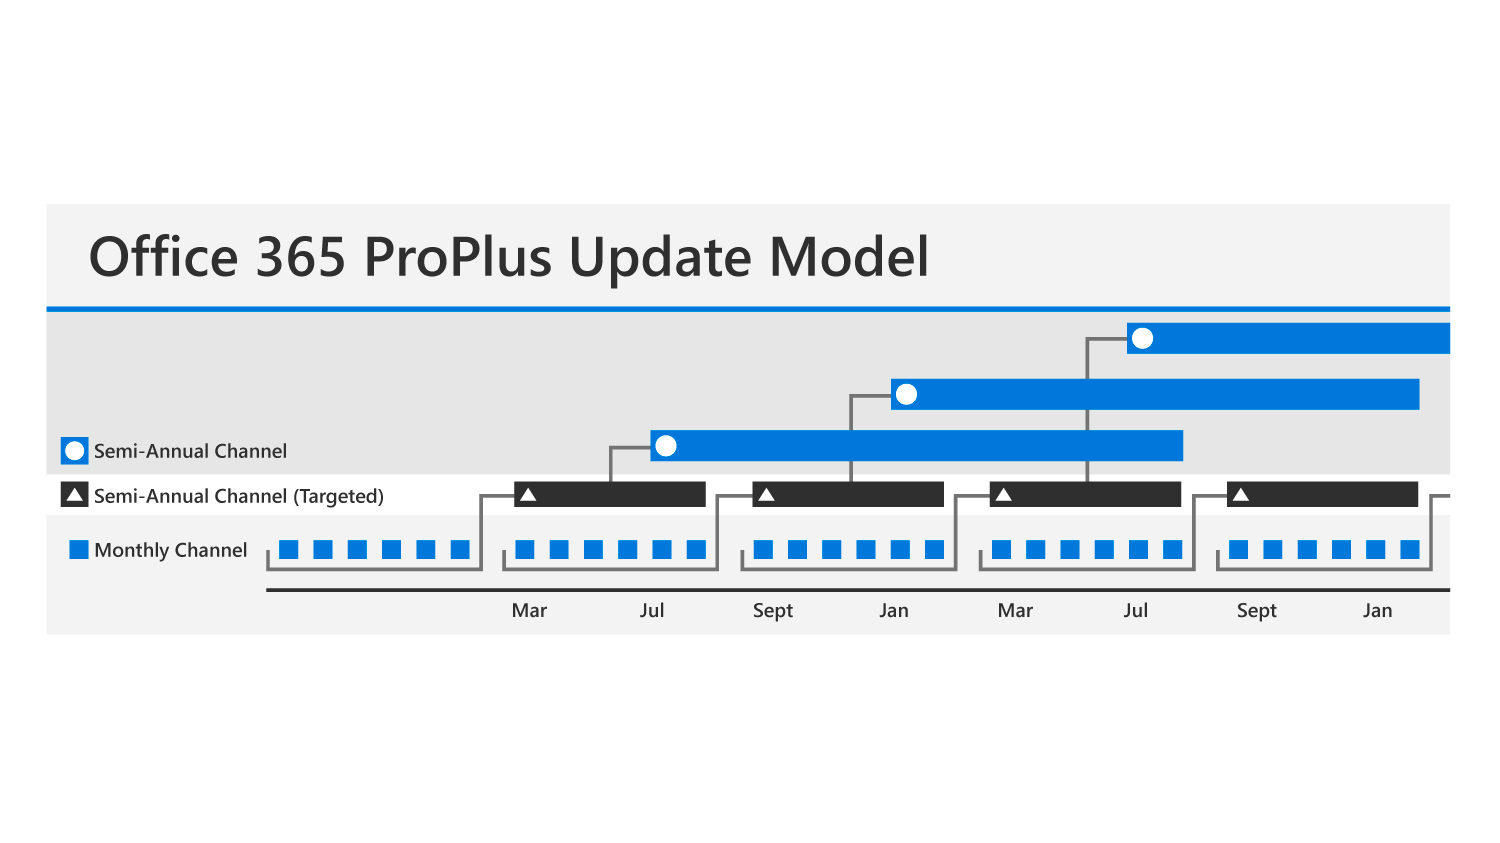 Office 365 ProPlus Update Model
Semi-Annual Channel
Semi-Annual Channel (Targeted)
Monthly Channel
Mar Jul Sept Jan Mar Jul Sept Jan